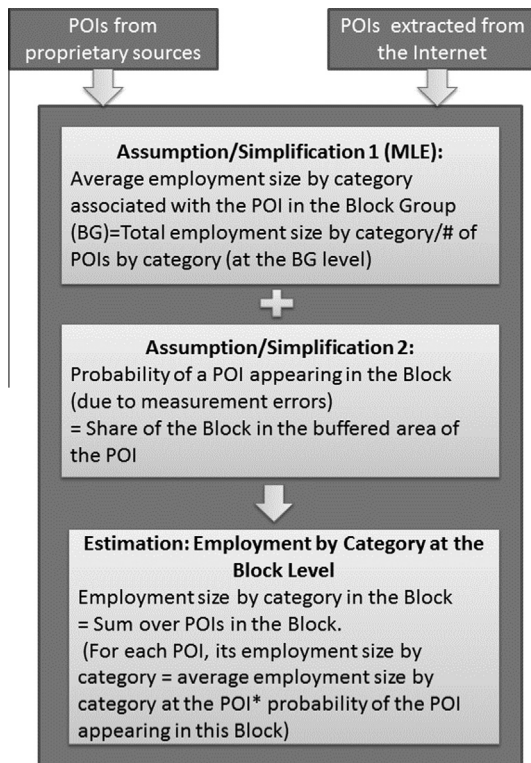 POIs from
proprietary sources
POIs extracted from
the Internet
Assumption/Simplification 1 (MLE):
Average employment size by category
associated with the POI in the Block Group
(BG)=Total employment size by category/# of
POIs by category (at the BG level)
Assumption/Simplification 2:
Probability of a POI appearing in the Block
(due to measurement errors)
= Share of the Block in the buffered area of
the POI
Estimation: Employment by Category at the
Block Level
Employment size by category in the Block
= Sum over POIs in the Block.
(For each POI, its employment size by
category = average employment size by
category at the POI* probability of the POI
appearing in this Block)